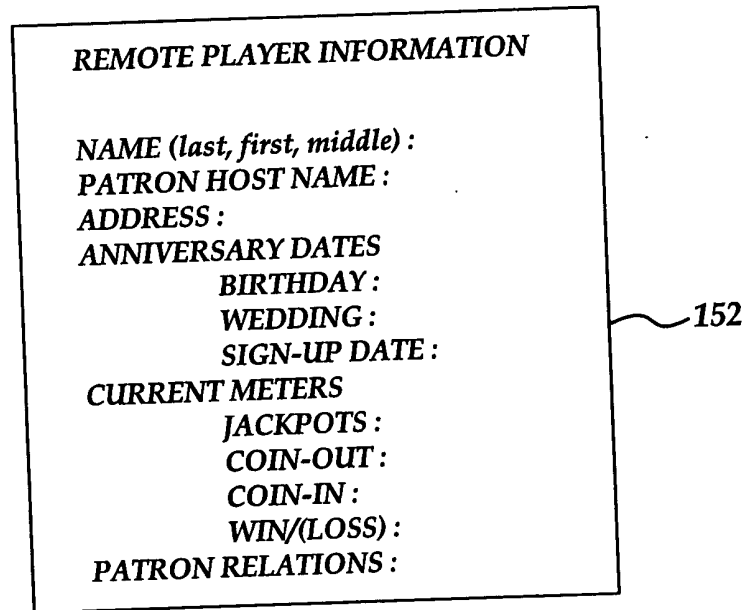 REMOTE PLAYER INFORMATION
NAME (last, first, middle) :
PATRON HOST NAME :
ADDRESS :
ANNIVERSARY DATES
BIRTHDAY :
WEDDING :
SIGN-UP DATE :
152
CURRENT METERS
JACKPOTS :
COIN-OUT :
COIN-IN :
WIN/(LOSS) :
PATRON RELATIONS :